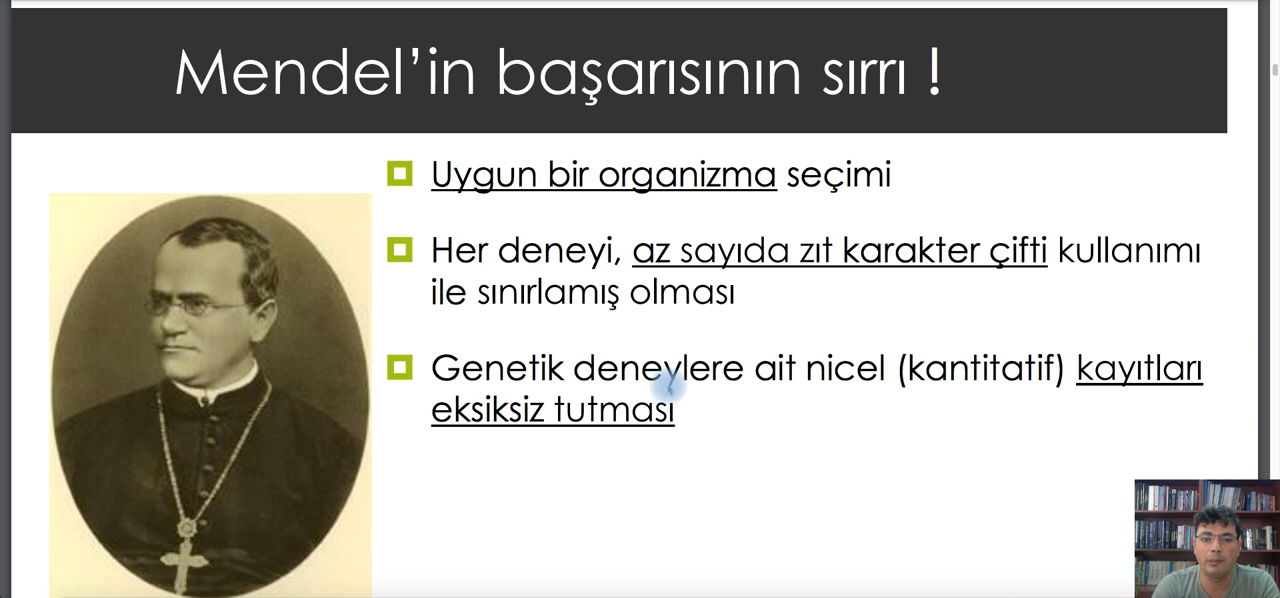 Mendel’in başarısının sırrı !
Uygun bir organizma seçimi
Her deneyi, az sayıda zıt karakter çifti kullanımı
ile sınırlamış olması
Genetik deneylere ait nicel (kantitatif) kayıtları
eksiksiz tutması